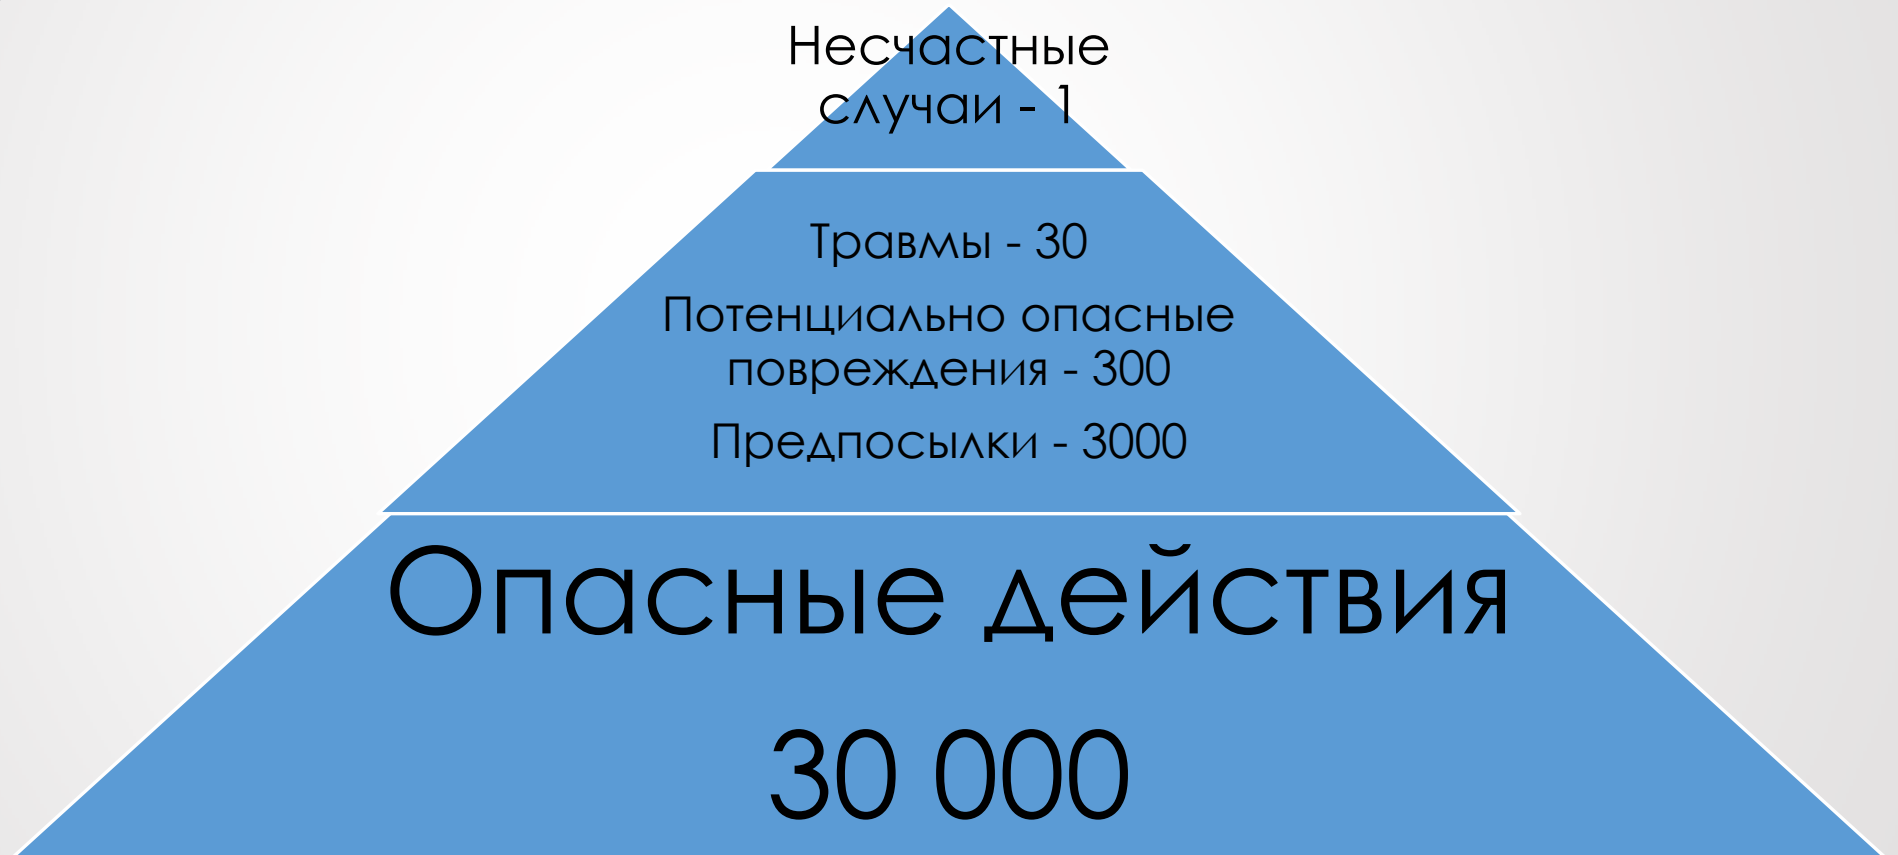 Несчастные
случаи - 1
Травмы - 30
Потенциально опасные
повреждения - 300
Предпосылки - 3000
Опасные действия
30 000